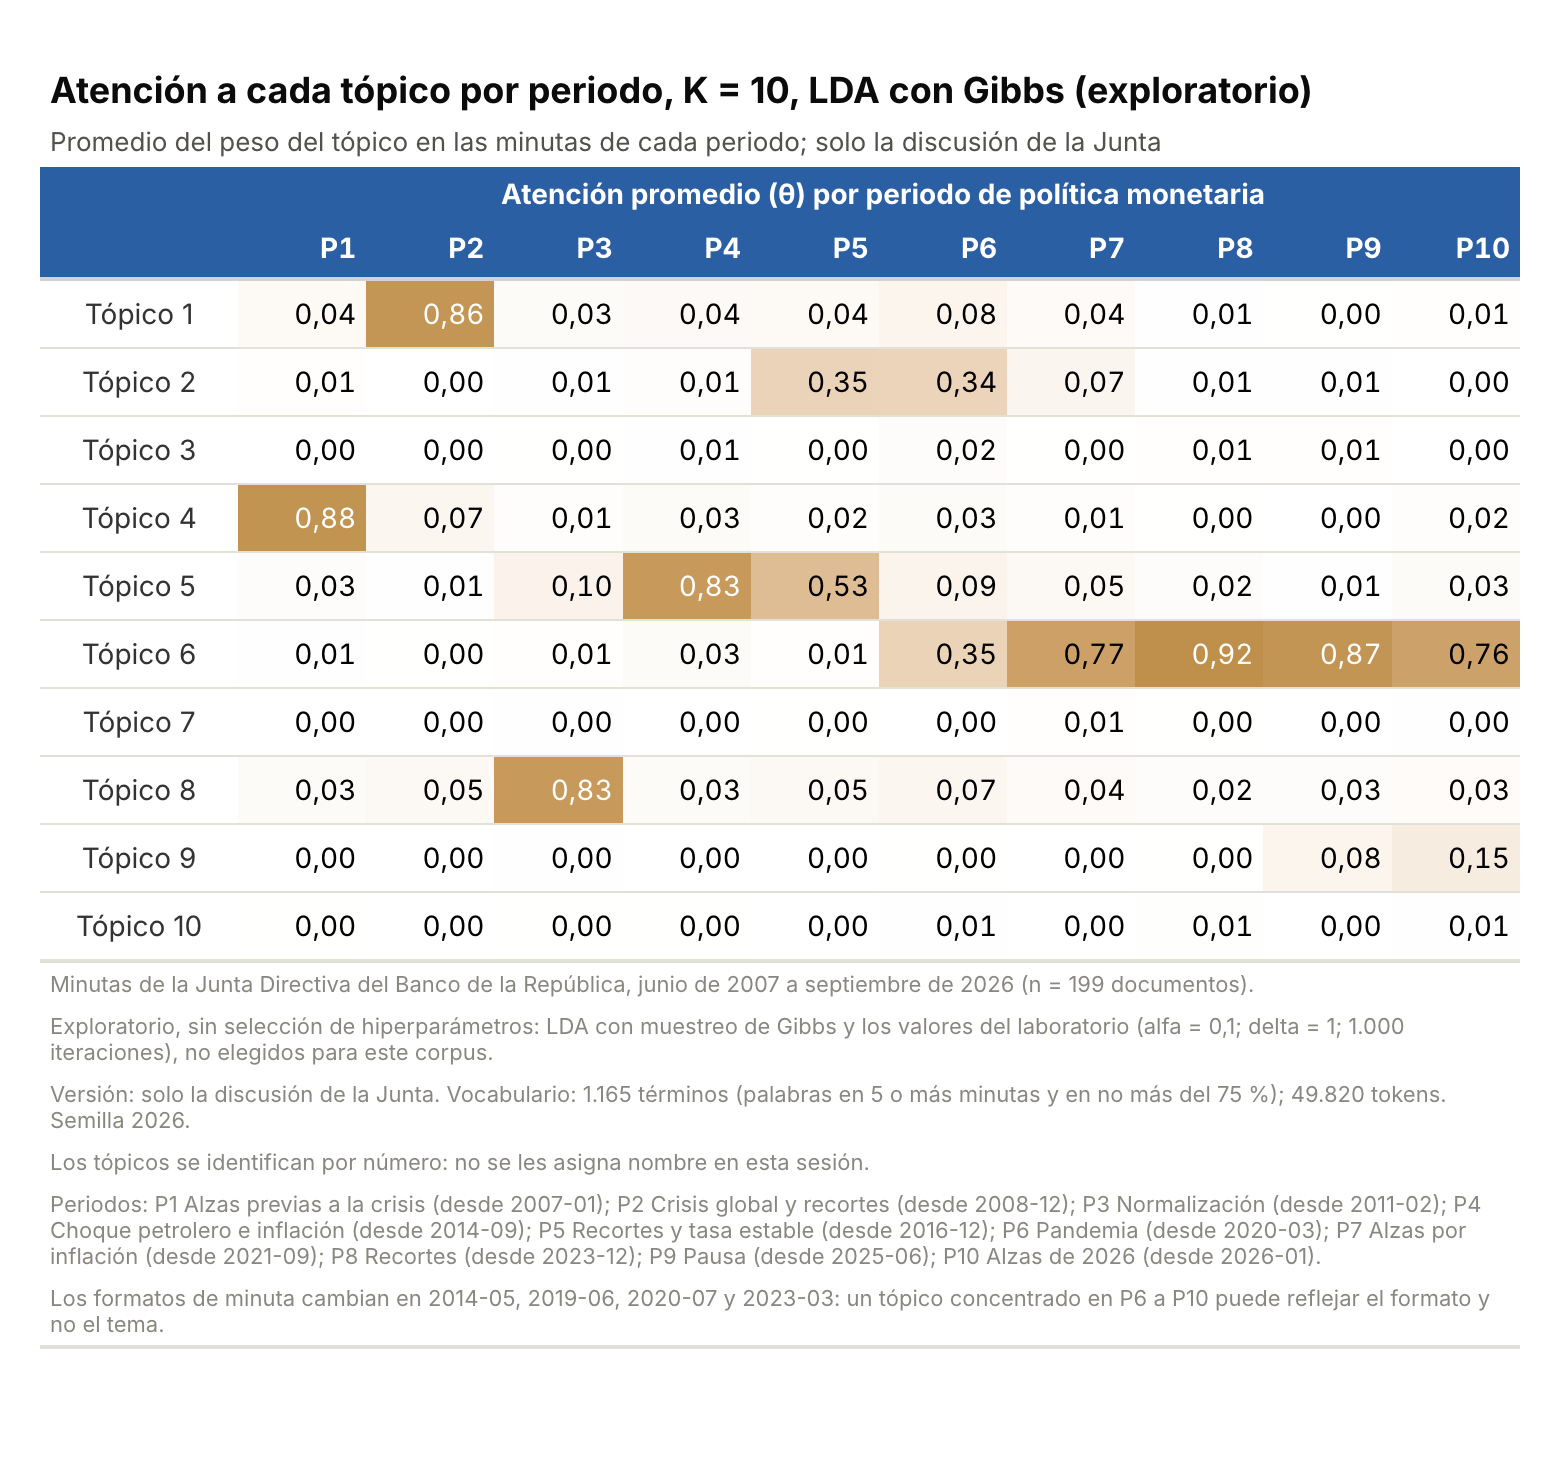 Atención a cada tópico por periodo, K = 10, LDA con Gibbs (exploratorio)
Promedio del peso del tópico en las minutas de cada periodo; solo la discusión de la Junta
Atención promedio (θ) por periodo de política monetaria
P1 P2 P3 P4 P5 P6 P7 P8 P9 P10
Tópico 1 0,04 0,86 0,03 0,04 0,04 0,08 0,04 0,01 0,00 0,01
Tópico 2 0,01 0,00 0,01 0,01 0,35 0,34 0,07 0,01 0,01 0,00
Tópico 3 0,00 0,00 0,00 0,01 0,00 0,02 0,00 0,01 0,01 0,00
Tópico 4 0,88 0,07 0,01 0,03 0,02 0,03 0,01 0,00 0,00 0,02
Tópico 5 0,03 0,01 0,10 0,83 0,53 0,09 0,05 0,02 0,01 0,03
Tópico 6 0,01 0,00 0,01 0,03 0,01 0,35 0,77 0,92 0,87 0,76
Tópico 7 0,00 0,00 0,00 0,00 0,00 0,00 0,01 0,00 0,00 0,00
Tópico 8 0,03 0,05 0,83 0,03 0,05 0,07 0,04 0,02 0,03 0,03
Tópico 9 0,00 0,00 0,00 0,00 0,00 0,00 0,00 0,00 0,08 0,15
Tópico 10 0,00 0,00 0,00 0,00 0,00 0,01 0,00 0,01 0,00 0,01
Minutas de la Junta Directiva del Banco de la República, junio de 2007 a septiembre de 2026 (n = 199 documentos).
Exploratorio, sin selección de hiperparámetros: LDA con muestreo de Gibbs y los valores del laboratorio (alfa = 0,1; delta = 1; 1.000
iteraciones), no elegidos para este corpus.
Versión: solo la discusión de la Junta. Vocabulario: 1.165 términos (palabras en 5 o más minutas y en no más del 75 %); 49.820 tokens.
Semilla 2026.
Los tópicos se identifican por número: no se les asigna nombre en esta sesión.
Periodos: P1 Alzas previas a la crisis (desde 2007-01); P2 Crisis global y recortes (desde 2008-12); P3 Normalización (desde 2011-02); P4
Choque petrolero e inflación (desde 2014-09); P5 Recortes y tasa estable (desde 2016-12); P6 Pandemia (desde 2020-03); P7 Alzas por
inflación (desde 2021-09); P8 Recortes (desde 2023-12); P9 Pausa (desde 2025-06); P10 Alzas de 2026 (desde 2026-01).
Los formatos de minuta cambian en 2014-05, 2019-06, 2020-07 y 2023-03: un tópico concentrado en P6 a P10 puede reflejar el formato y
no el tema.